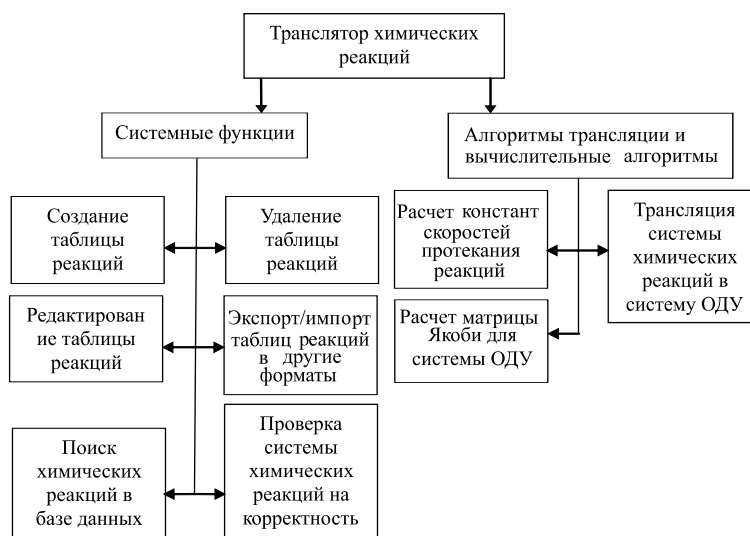 Транслятор химических
реакций
Системные функции
Алгоритмы трансляции и
вычислительные алгоритмы
Создание
таблицы
реакций
Удаление
таблицы
реакций
Расчет констант
скоростей
протекания
реакций
Трансляция
системы
химических
реакций в
систему ОДУ
Редактирован
ие таблицы
реакций
Экспорт/импорт
таблиц реакций
в другие
форматы
Расчет матрицы
Якоби для
системы ОДУ
Поиск
химических
реакций в
базе данных
Проверка
системы
химических
реакций на
корректность